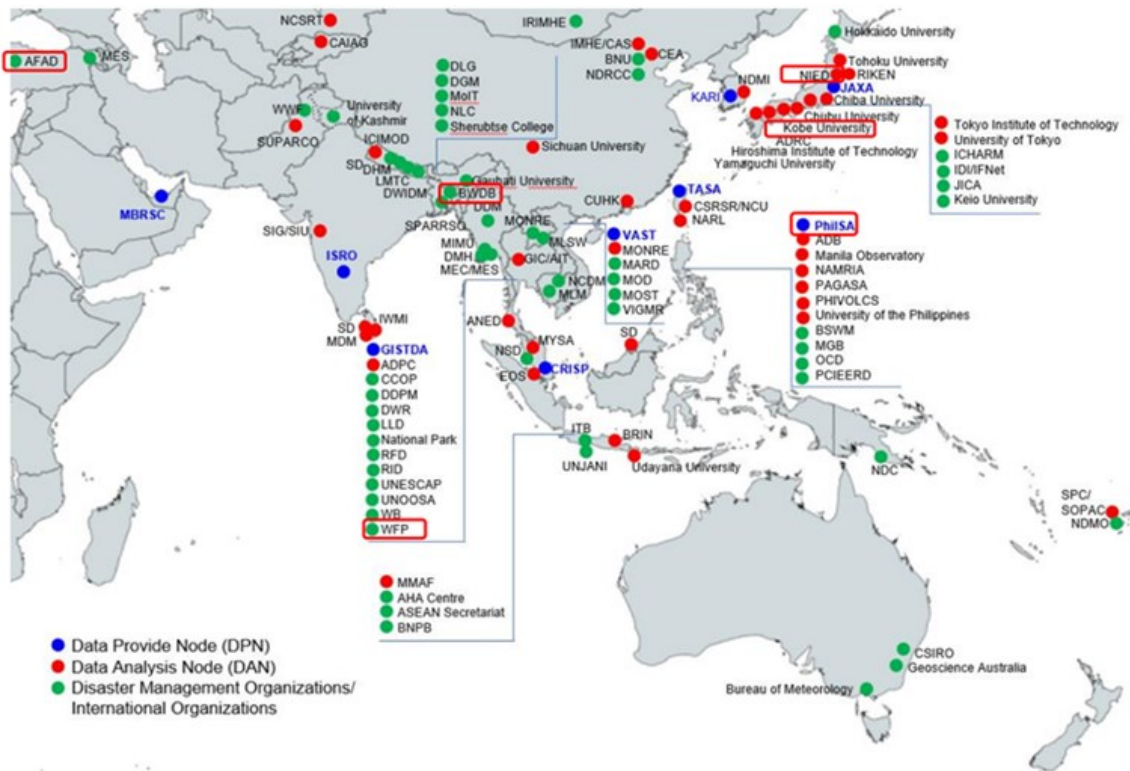 NCSRT
CAIAG
AFAD
MES
WWF
University
of Kashmir
SUPARCO
ICIMOD
SD
DHM
LMTC
DWIDM
DLG
DGM
MoIT
NLC
Sherubtse College
IRIMHE
IMHE/CAS
CEA
BNU
NDRCC
Sichuan University
Gauhati University
BWDB
DDM
SPARRSO
CUHK
KARI
NDMI
Hokkaido University
Tohoku University
NIED
RIKEN
JAXA
Chiba University
Chubu University
Kobe University
ADRC
Hiroshima Institute of Technology
Yamaguchi University
Tokyo Institute of Technology
University of Tokyo
ICHARM
IDI/IFNet
JICA
Keio University
TASA
CSRSR/NCU
NARL
MBRSC
SIG/SIU
ISRO
MIMU
DMH
MEC/MES
MONRE
MLSW
GIC/AIT
NCDM
MLM
VAST
MONRE
MARD
MOD
MOST
VIGMR
PhilSA
ADB
Manila Observatory
NAMRIA
PAGASA
PHIVOLCS
University of the Philippines
BSWM
MGB
OCD
PCIEERD
SD
IWMI
MDM
GISTDA
ADPC
CCOP
DDPM
DWR
LLD
National Park
RFD
RID
UNESCAP
UNOOSA
WB
WFP
ANED
MYSA
NSD
EOS
CRISP
SD
ITB
BRIN
UNJANI
Udayana University
NDC
SPC/
SOPAC
NDMO
MMAF
AHA Centre
ASEAN Secretariat
BNPB
CSIRO
Geoscience Australia
Bureau of Meteorology
Data Provide Node (DPN)
Data Analysis Node (DAN)
Disaster Management Organizations/
International Organizations